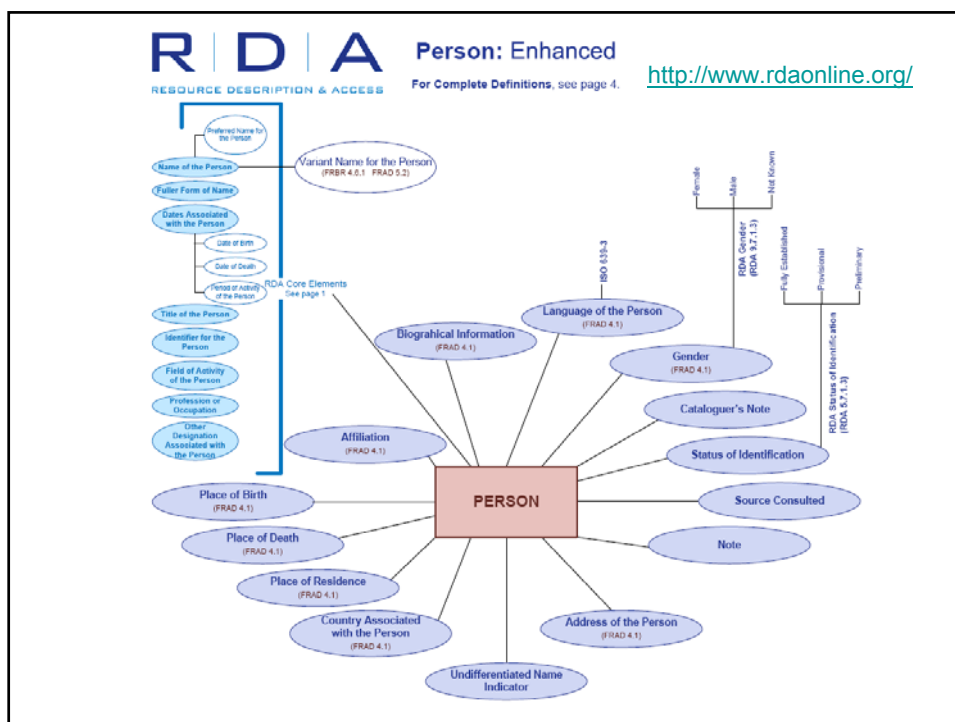 R | D | A
RESOURCE DESCRIPTION & ACCESS
Person: Enhanced
For Complete Definitions, see page 4.
http://www.rdaonline.org/
Preferred Name for
the Person
Name of the Person
Variant Name for the Person
(FRBR 4.6.1 FRAD 5.2)
Fuller Form of Name
Dates Associated
with the Person
Date of Birth
Date of Death
Period of Activity
of the Person
RDA Core Elements
See page 1
Title of the Person
Identifier for the
Person
Field of Activity
of the Person
Profession or
Occupation
Other
Designation
Associated with
the Person
Female
Male
Not Known
RDA Gender
(RDA 9.7.1.3)
Fully Established
Provisional
Preliminary
RDA Status of Identification
(RDA 5.7.1.3)
ISO 639-3
Biograhical Information
(FRAD 4.1)
Language of the Person
(FRAD 4.1)
Gender
(FRAD 4.1)
Cataloguer's Note
Affiliation
(FRAD 4.1)
Status of Identification
PERSON
Place of Birth
(FRAD 4.1)
Source Consulted
Place of Death
(FRAD 4.1)
Note
Place of Residence
(FRAD 4.1)
Country Associated
with the Person
(FRAD 4.1)
Address of the Person
(FRAD 4.1)
Undifferentiated Name
Indicator